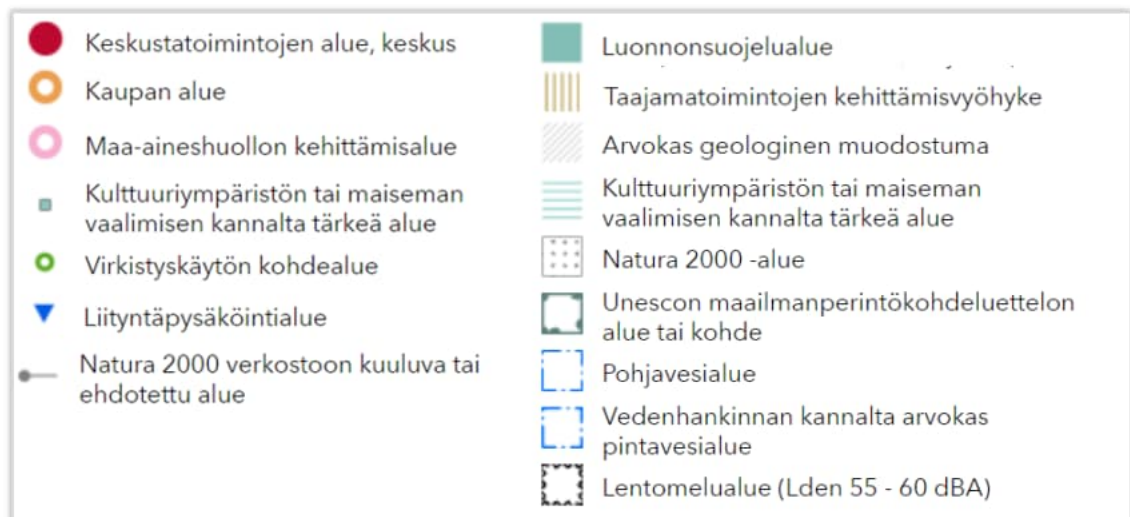 Keskustatoimintojen alue, keskus
Kaupan alue
Maa-aineshuollon kehittämisalue
Kulttuuriympäristön tai maiseman
vaalimisen kannalta tärkeä alue
Virkistyskäytön kohdealue
Liityntäpysäköintialue
Natura 2000 verkostoon kuuluva tai
ehdotettu alue
Luonnonsuojelualue
Taajamatoimintojen kehittämisvyöhyke
Arvokas geologinen muodostuma
Kulttuuriympäristön tai maiseman
vaalimisen kannalta tärkeä alue
Natura 2000 -alue
Unescon maailmanperintökohdeluettelon
alue tai kohde
Pohjavesialue
Vedenhankinnan kannalta arvokas
pintavesialue
Lentomelualue (Lden 55 - 60 dBA)